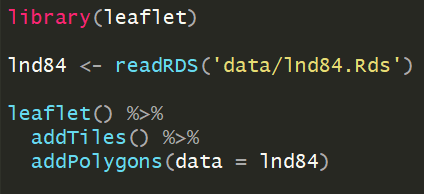 library(leaflet)
lnd84 <- readRDS('data/lnd84.Rds')
leaflet() %>%
  addTiles() %>%
  addPolygons(data = lnd84)